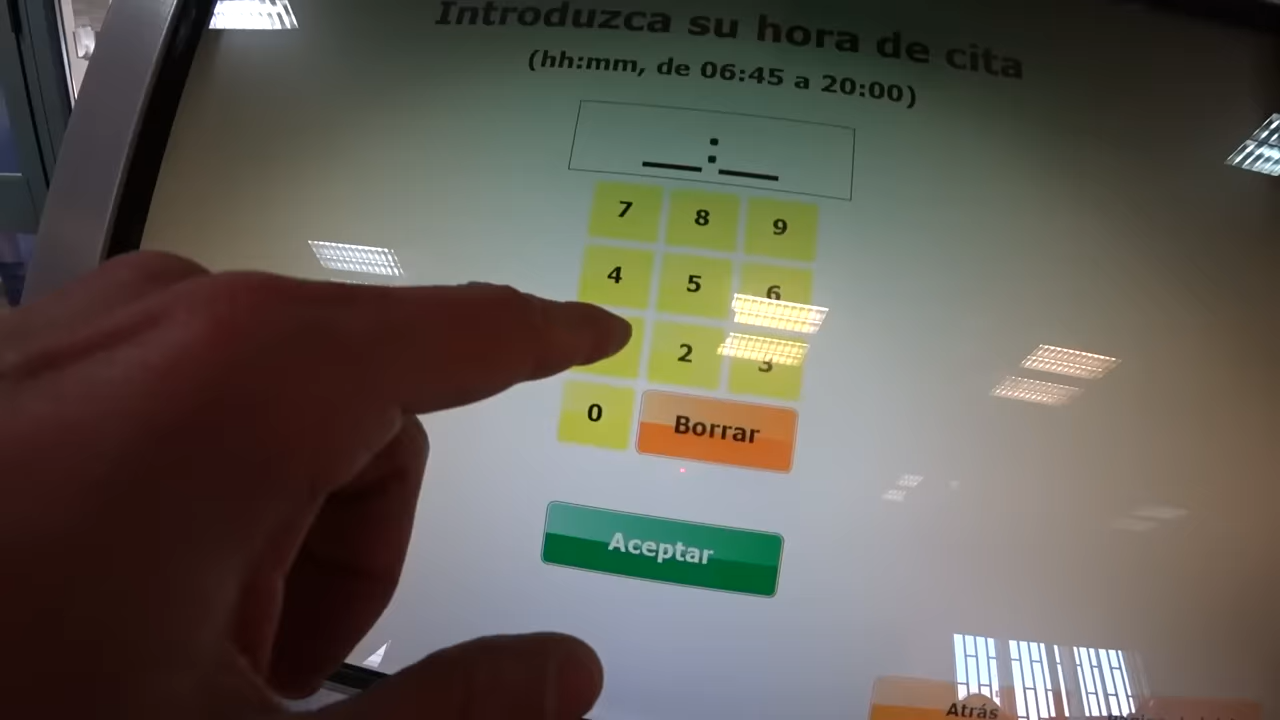 Introduzca su hora de cita
(hh:mm, de 06:45 a 20:00)
__:__
7 8 9
4 5 6
2 3
0 Borrar
Aceptar
Atrás